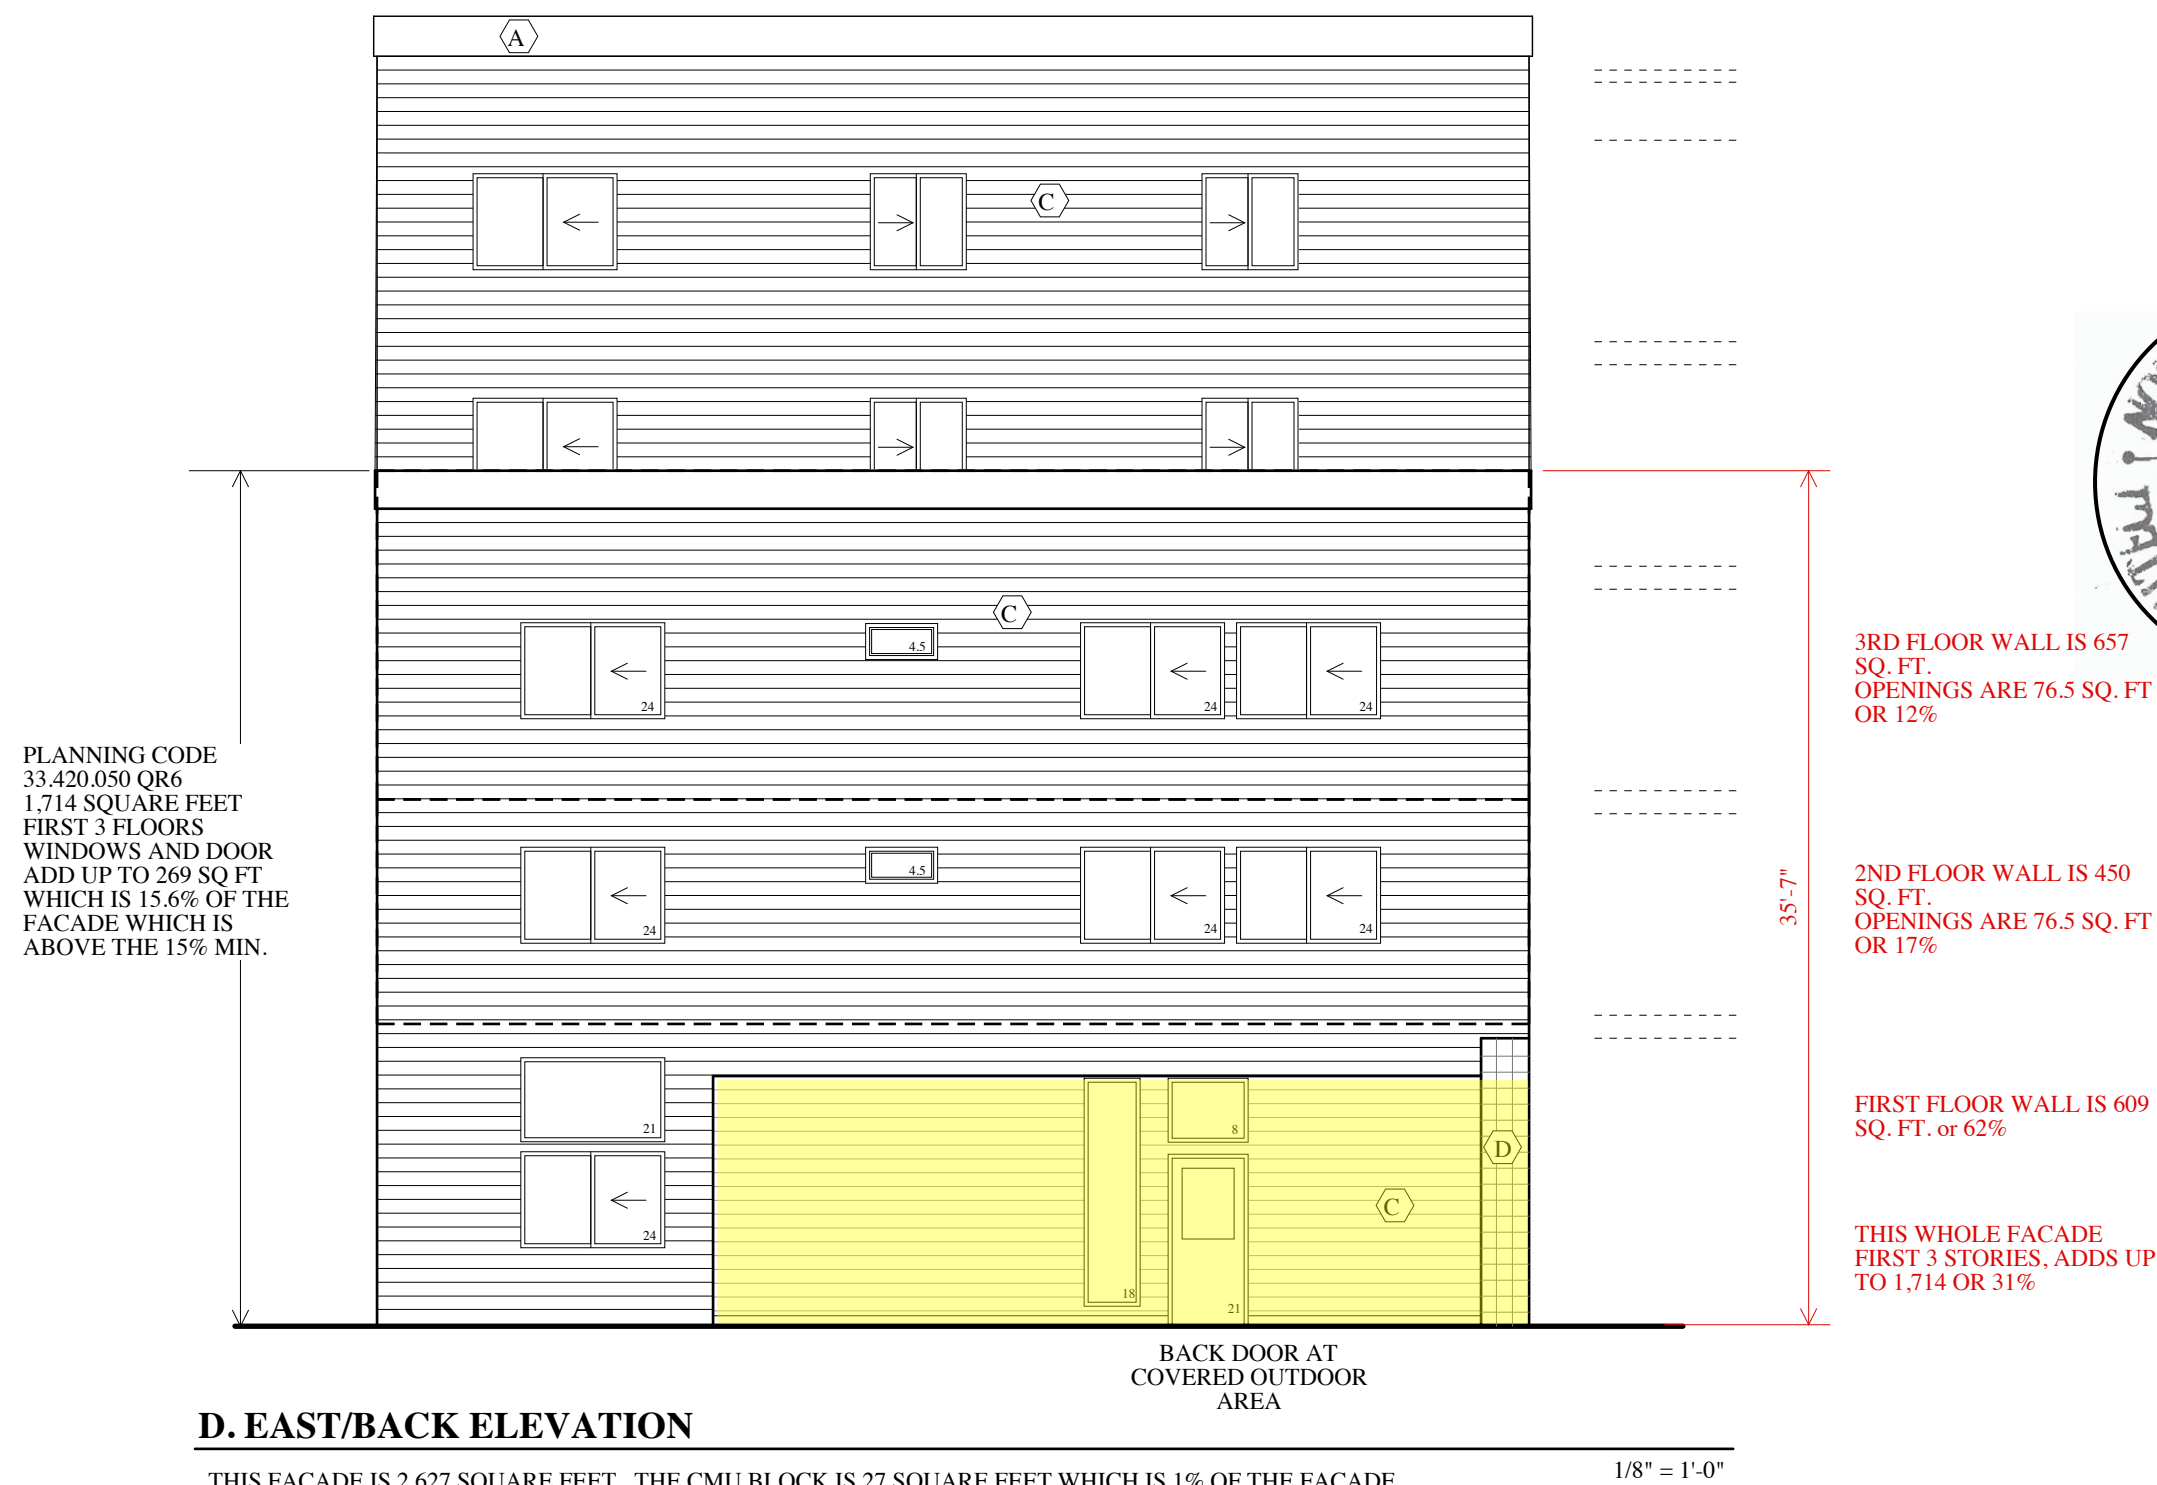 A
C
C
4.5
24
24
24
PLANNING CODE
33.420.050 QR6
1,714 SQUARE FEET
FIRST 3 FLOORS
WINDOWS AND DOOR
ADD UP TO 269 SQ FT
WHICH IS 15.6% OF THE
FACADE WHICH IS
ABOVE THE 15% MIN.
4.5
24
24
24
21
24
18
8
21
D
C
35'-7"
3RD FLOOR WALL IS 657
SQ. FT.
OPENINGS ARE 76.5 SQ. FT
OR 12%
2ND FLOOR WALL IS 450
SQ. FT.
OPENINGS ARE 76.5 SQ. FT
OR 17%
FIRST FLOOR WALL IS 609
SQ. FT. or 62%
THIS WHOLE FACADE
FIRST 3 STORIES, ADDS UP
TO 1,714 OR 31%
BACK DOOR AT
COVERED OUTDOOR
AREA
D. EAST/BACK ELEVATION
1/8" = 1'-0"
THIS FACADE IS 2,627 SQUARE FEET. THE CMU BLOCK IS 27 SQUARE FEET WHICH IS 1% OF THE FACADE